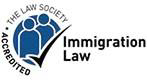 THE LAW SOCIETY
ACCREDITED
Immigration
Law